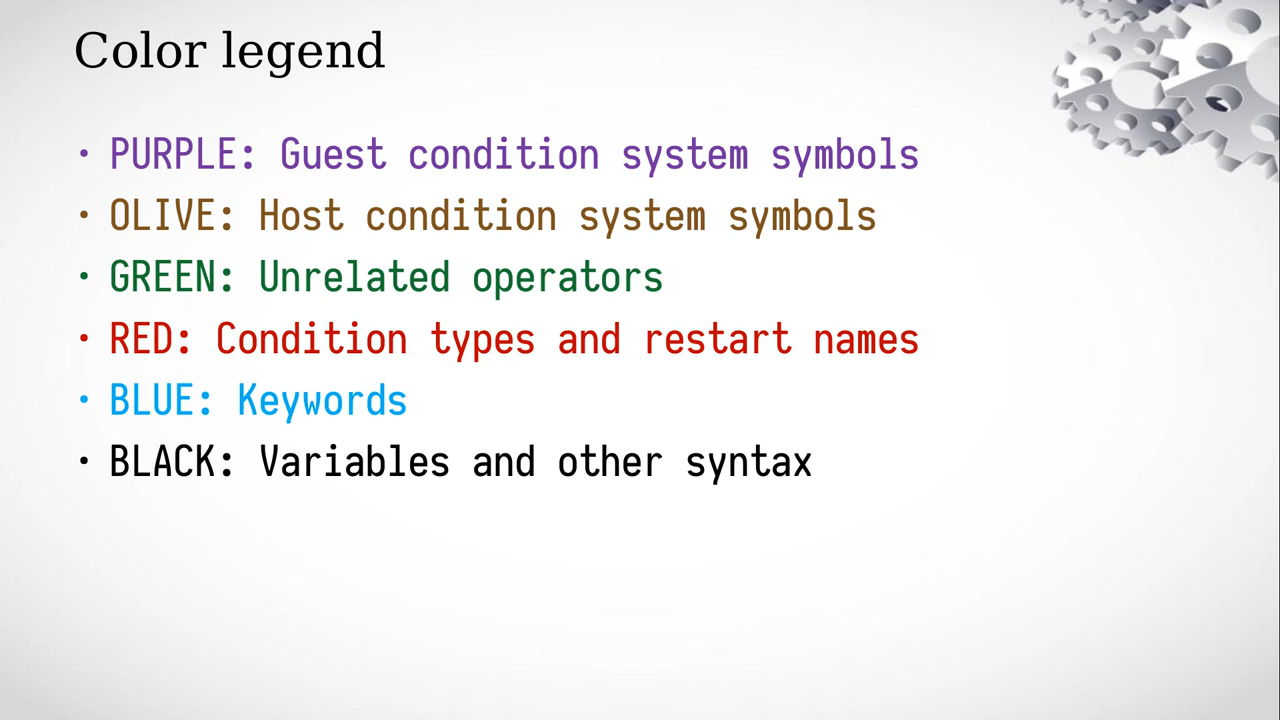 Color legend
• PURPLE: Guest condition system symbols
• OLIVE: Host condition system symbols
• GREEN: Unrelated operators
• RED: Condition types and restart names
• BLUE: Keywords
• BLACK: Variables and other syntax